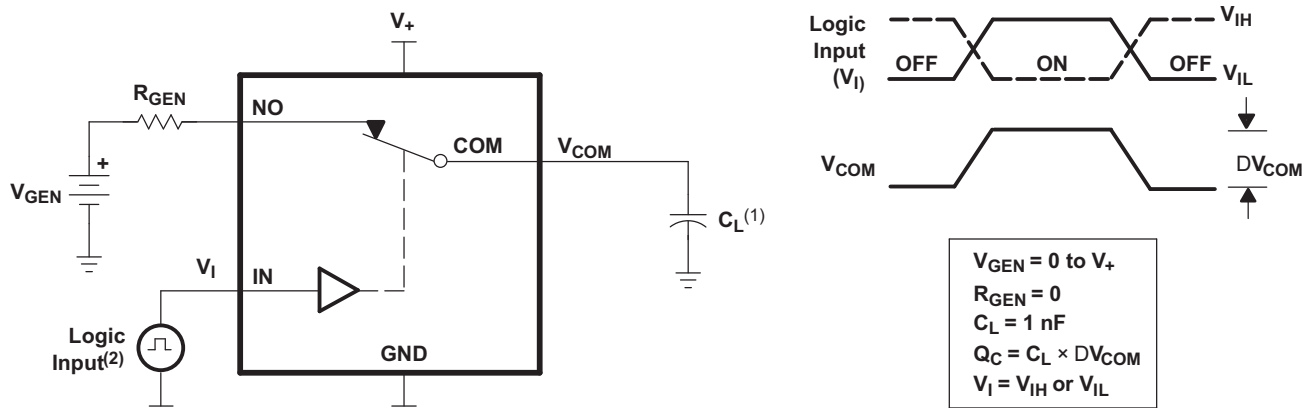 V+
RGEN
NO
COM
VCOM
+
VGEN
CL(1)
VI
IN
Logic
Input(2)
GND
Logic
Input
(VI)
OFF
ON
OFF
VIH
VIL
VCOM
DVCOM
VGEN = 0 to V+
RGEN = 0
CL = 1 nF
QC = CL × DVCOM
VI = VIH or VIL